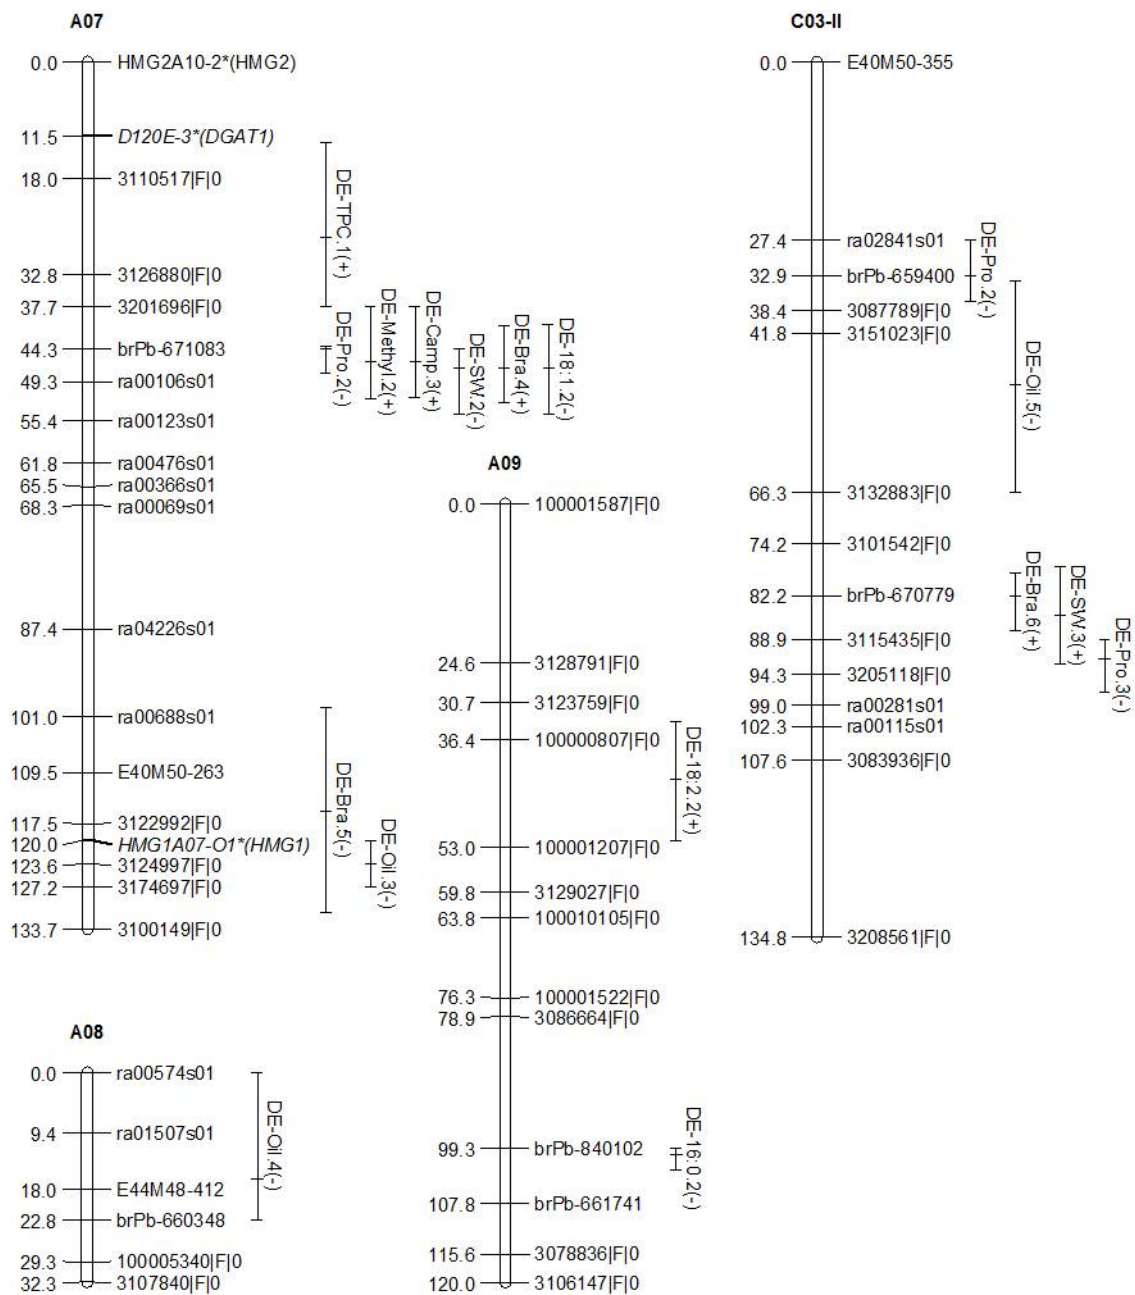 A07
0.0 HMG2A10-2*(HMG2)
11.5 D120E-3*(DGAT1)
18.0 3110517|F|0
32.8 3126880|F|0
37.7 3201696|F|0
44.3 brPb-671083
49.3 ra00106s01
55.4 ra00123s01
61.8 ra00476s01
65.5 ra00366s01
68.3 ra00069s01
87.4 ra04226s01
101.0 ra00688s01
109.5 E40M50-263
117.5 3122992|F|0
120.0 HMG1A07-O1*(HMG1)
123.6 3124997|F|0
127.2 3174697|F|0
133.7 3100149|F|0
DE-TPC.1(+)
DE-Pro.2(-)
DE-Methyl.2(+)
DE-Camp.3(+)
DE-SW.2(-)
DE-Bra.4(+)
DE-18:1.2(-)
DE-Bra.5(-)
DE-Oil.3(-)
A08
0.0 ra00574s01
9.4 ra01507s01
18.0 E44M48-412
22.8 brPb-660348
29.3 100005340|F|0
32.3 3107840|F|0
DE-Oil.4(-)
A09
0.0 100001587|F|0
24.6 3128791|F|0
30.7 3123759|F|0
36.4 100000807|F|0
53.0 100001207|F|0
59.8 3129027|F|0
63.8 100010105|F|0
76.3 100001522|F|0
78.9 3086664|F|0
99.3 brPb-840102
107.8 brPb-661741
115.6 3078836|F|0
120.0 3106147|F|0
DE-18:2.2(+)
DE-16:0.2(-)
C03-II
0.0 E40M50-355
27.4 ra02841s01
32.9 brPb-659400
38.4 3087789|F|0
41.8 3151023|F|0
66.3 3132883|F|0
74.2 3101542|F|0
82.2 brPb-670779
88.9 3115435|F|0
94.3 3205118|F|0
99.0 ra00281s01
102.3 ra00115s01
107.6 3083936|F|0
134.8 3208561|F|0
DE-Pro.2(-)
DE-Oil.5(-)
DE-Bra.6(+)
DE-SW.3(+)
DE-Pro.3(-)